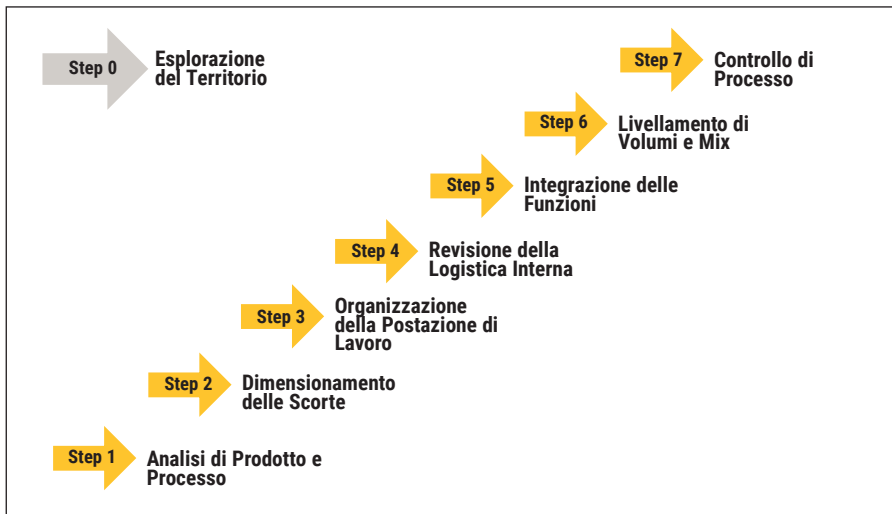 Step 0
Esplorazione
del Territorio
Step 7
Controllo di
Processo
Step 6
Livellamento di
Volumi e Mix
Step 5
Integrazione delle
Funzioni
Step 4
Revisione della
Logistica Interna
Step 3
Organizzazione
della Postazione di
Lavoro
Step 2
Dimensionamento
delle Scorte
Step 1
Analisi di Prodotto e
Processo